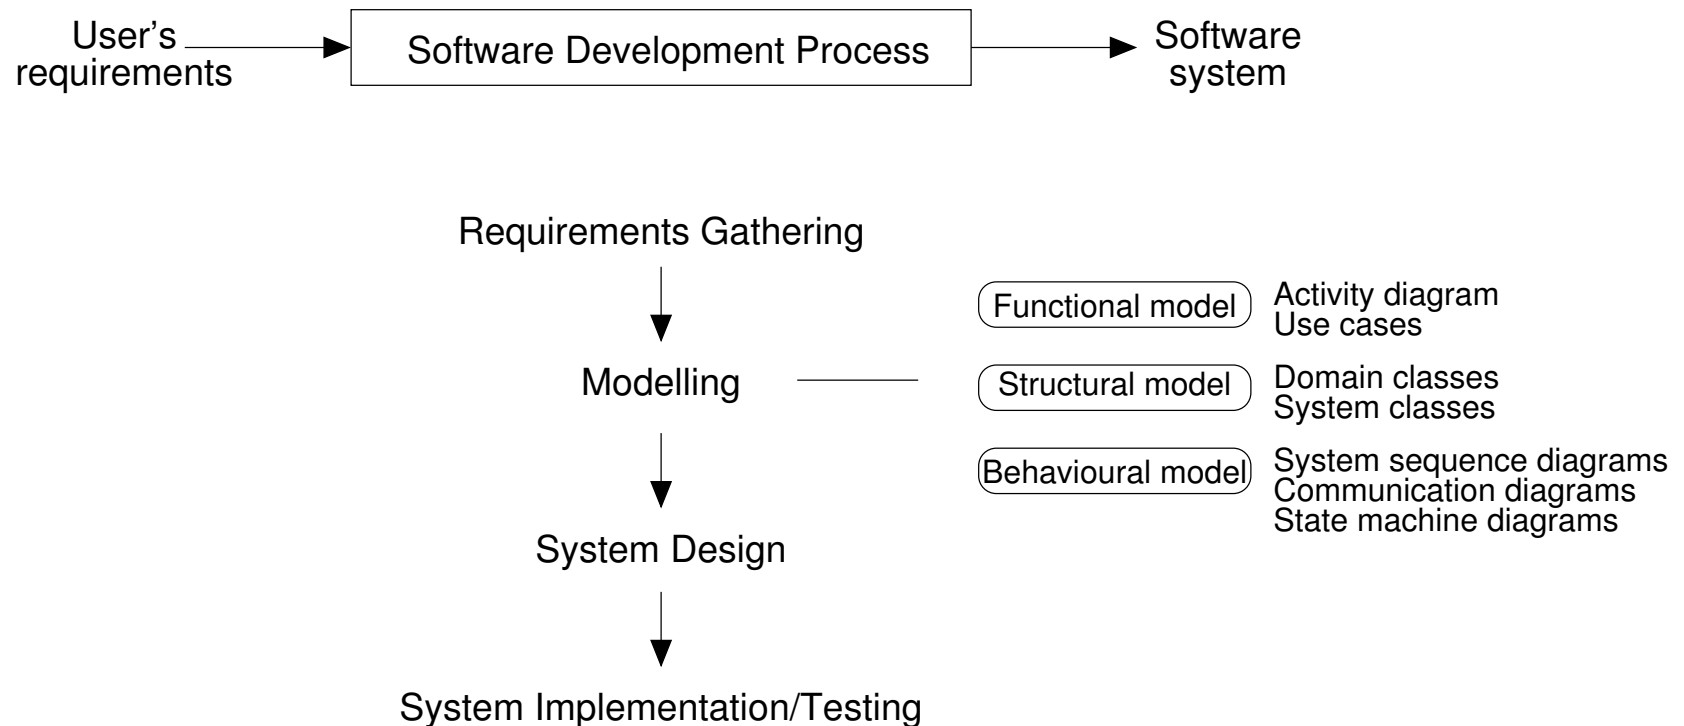 User's
requirements
Software Development Process
Software
system
Requirements Gathering
Modelling
Functional model
Activity diagram
Use cases
Structural model
Domain classes
System classes
Behavioural model
System sequence diagrams
Communication diagrams
State machine diagrams
System Design
System Implementation/Testing